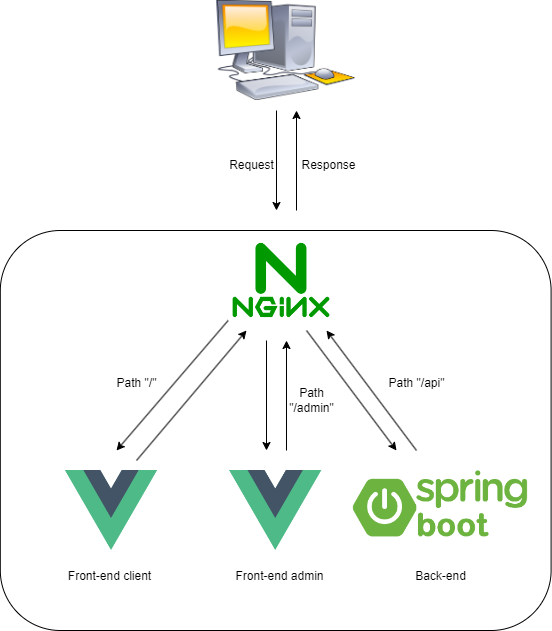 Request
Response
N
NGiNX
Path "/"
Path
"/admin"
Path "/api"
spring
boot
Front-end client
Front-end admin
Back-end